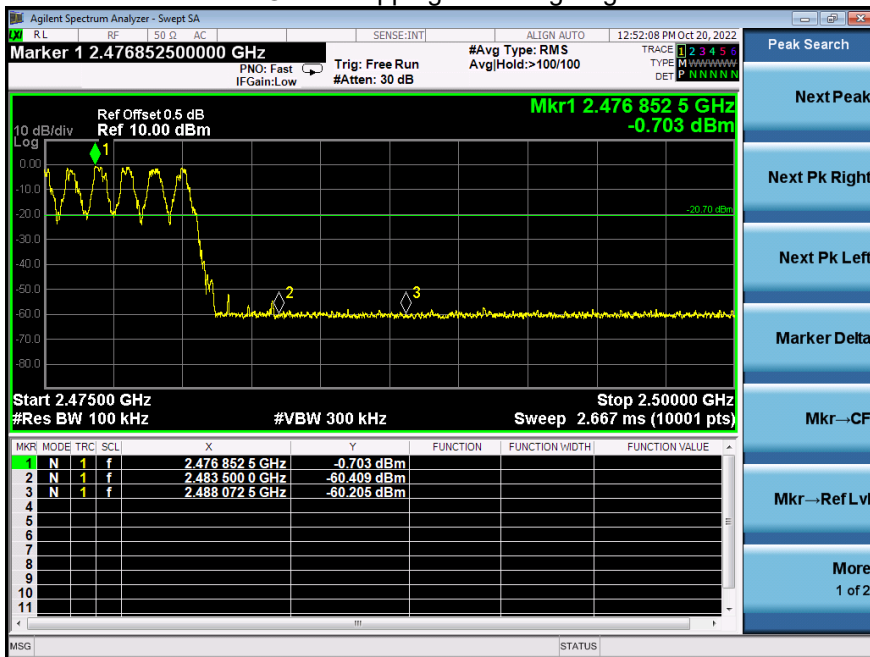 Agilent Spectrum Analyzer - Swept SA
LXI RL RF 50 Ω AC SENSE:INT ALIGN AUTO 12:52:08 PM Oct 20, 2022
Marker 1 2.476852500000 GHz
PNO: Fast
IFGain:Low
Trig: Free Run
#Atten: 30 dB
#Avg Type: RMS
Avg|Hold:>100/100
TRACE 1 2 3 4 5 6
TYPE M WWWWW
DET P N N N N N
Peak Search
Next Peak
Next Pk Right
Next Pk Left
Marker Delta
Mkr→CF
Mkr→Ref Lvl
More
1 of 2
Mkr1 2.476 852 5 GHz
-0.703 dBm
Ref Offset 0.5 dB
10 dB/div Ref 10.00 dBm
Log
1
0.00
-10.0
-20.0
-20.70 dBm
-30.0
-40.0
-50.0
2
3
-60.0
-70.0
-80.0
Start 2.47500 GHz Stop 2.50000 GHz
#Res BW 100 kHz #VBW 300 kHz Sweep 2.667 ms (10001 pts)
MKR MODE TRC SCL X Y FUNCTION FUNCTION WIDTH FUNCTION VALUE
1 N 1 f 2.476 852 5 GHz -0.703 dBm
2 N 1 f 2.483 500 0 GHz -60.409 dBm
3 N 1 f 2.488 072 5 GHz -60.205 dBm
4
5
6
7
8
9
10
11
MSG STATUS